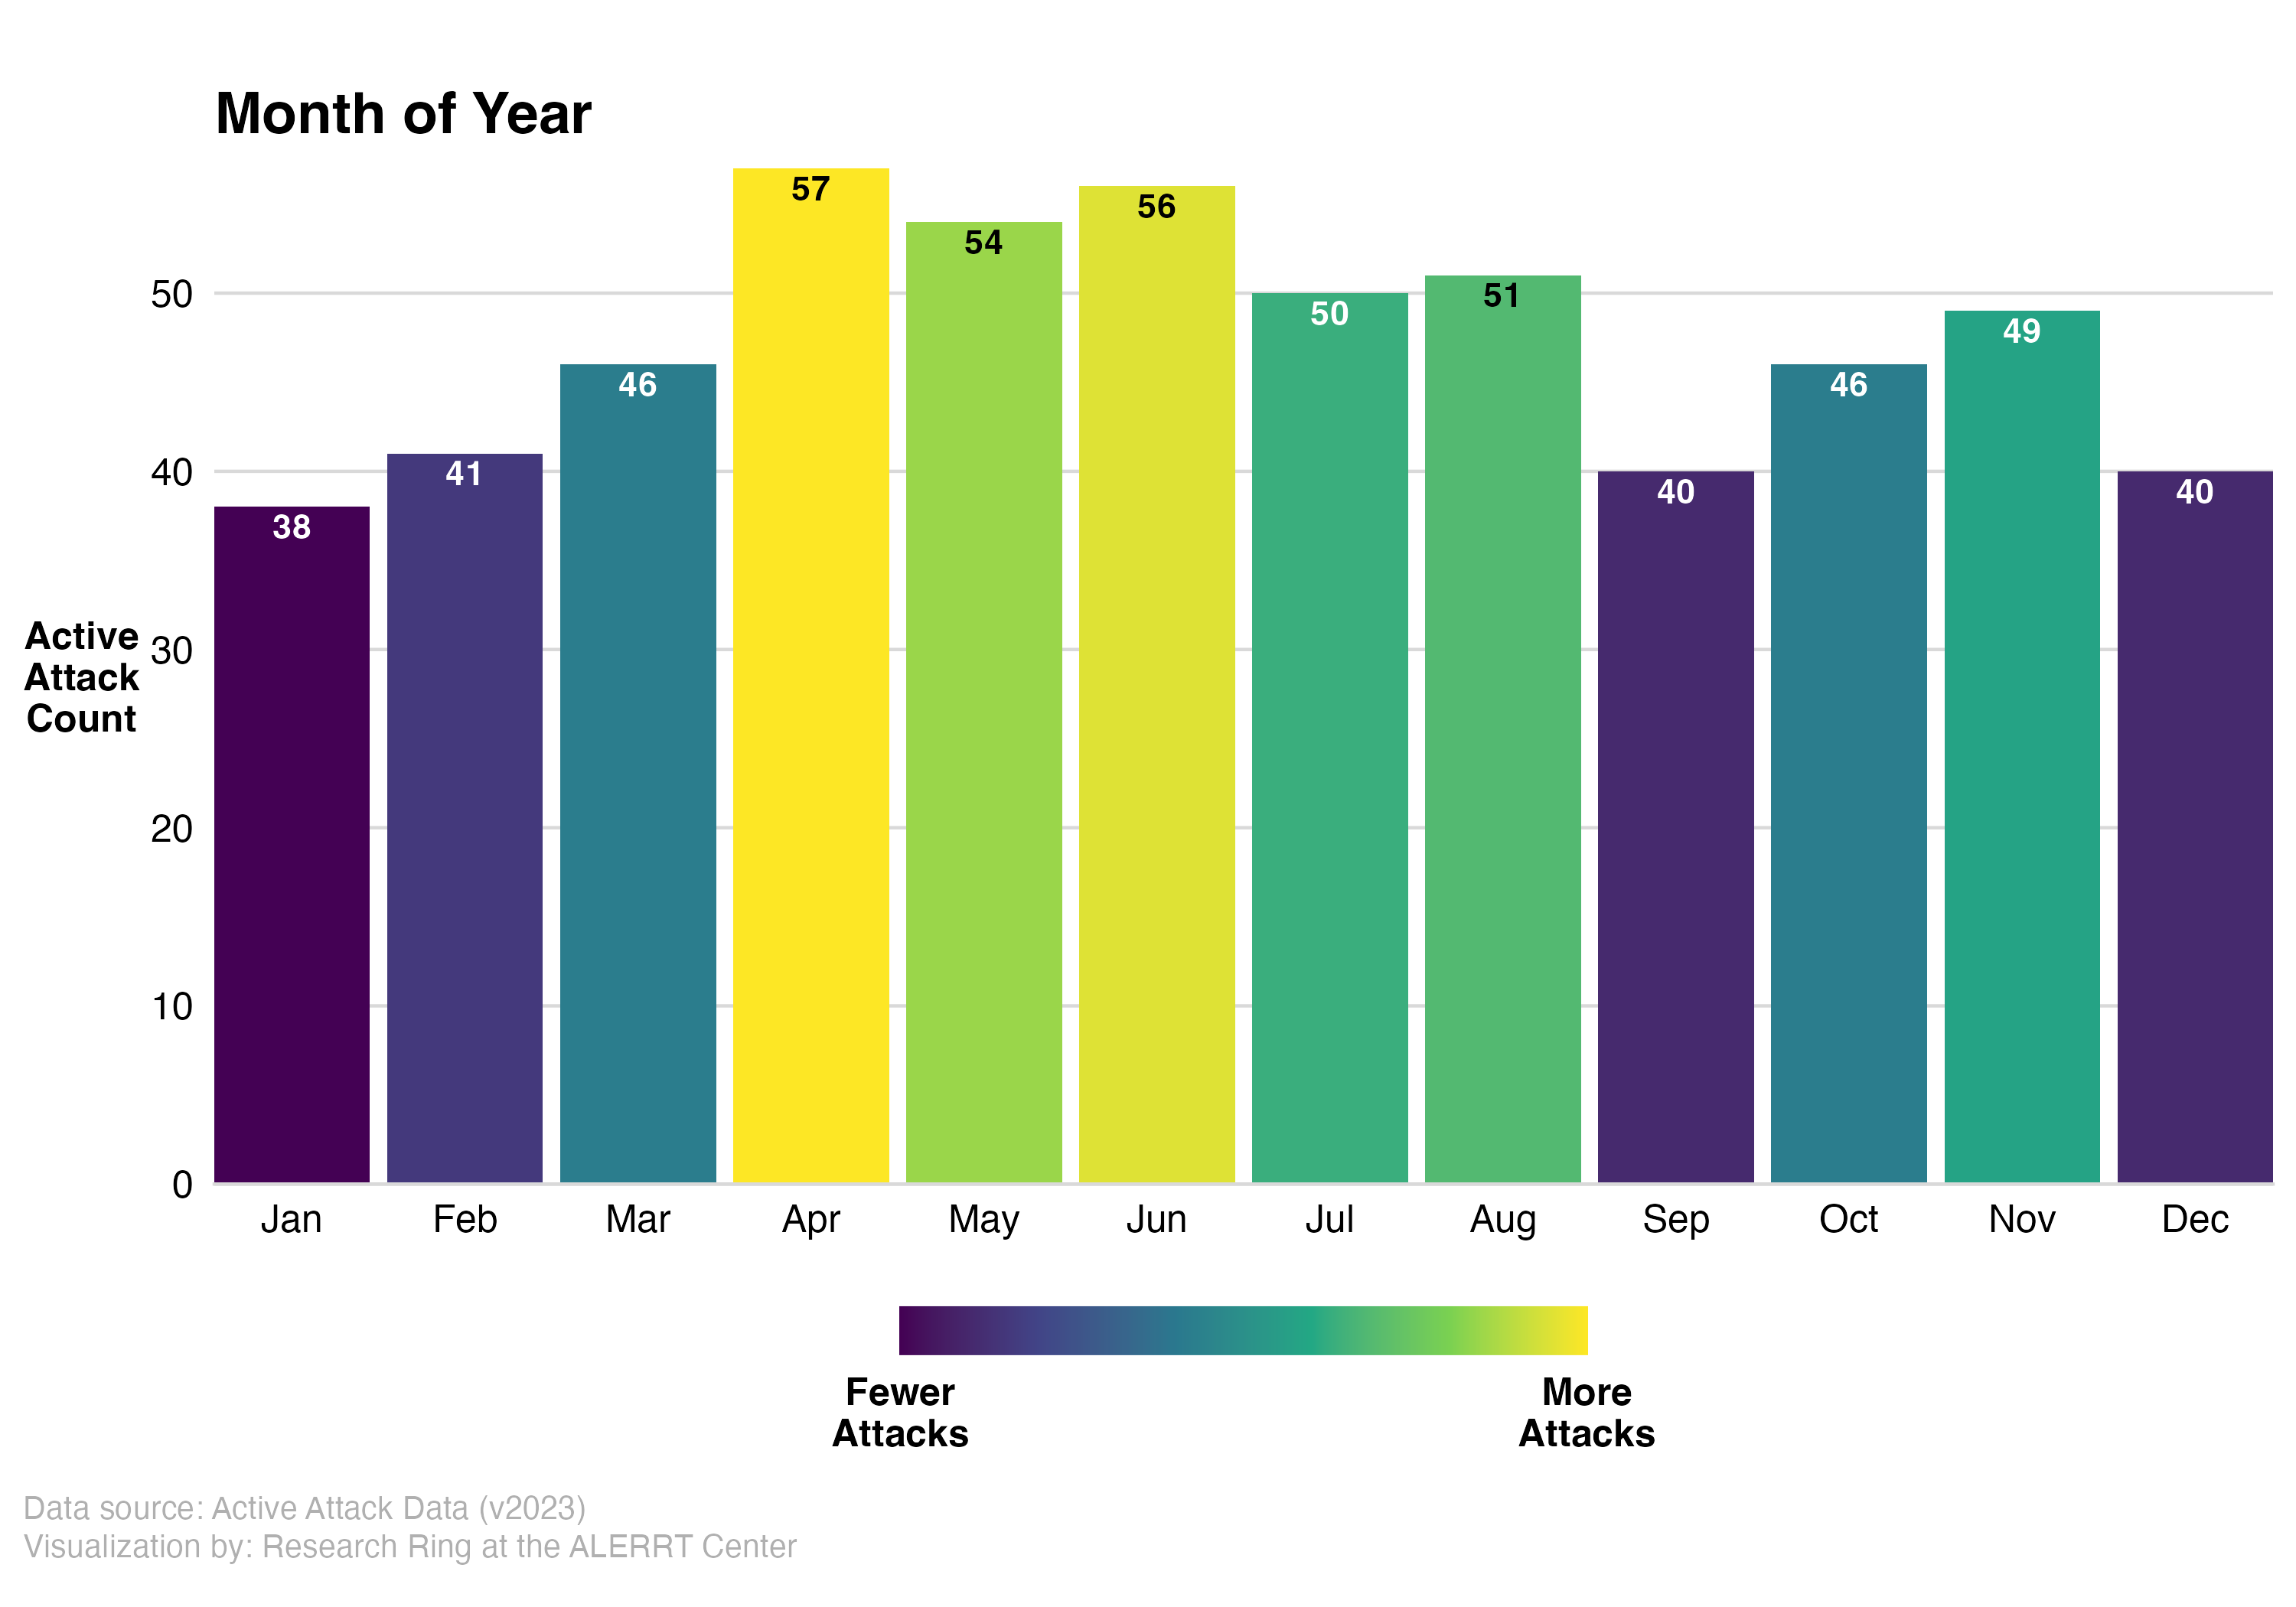 Month of Year
57
54
56
50
51
49
46
46
41
40
40
38
50
40
30
20
10
0
Active
Attack
Count
Jan Feb Mar Apr May Jun Jul Aug Sep Oct Nov Dec
Fewer
Attacks
More
Attacks
Data source: Active Attack Data (v2023)
Visualization by: Research Ring at the ALERRT Center